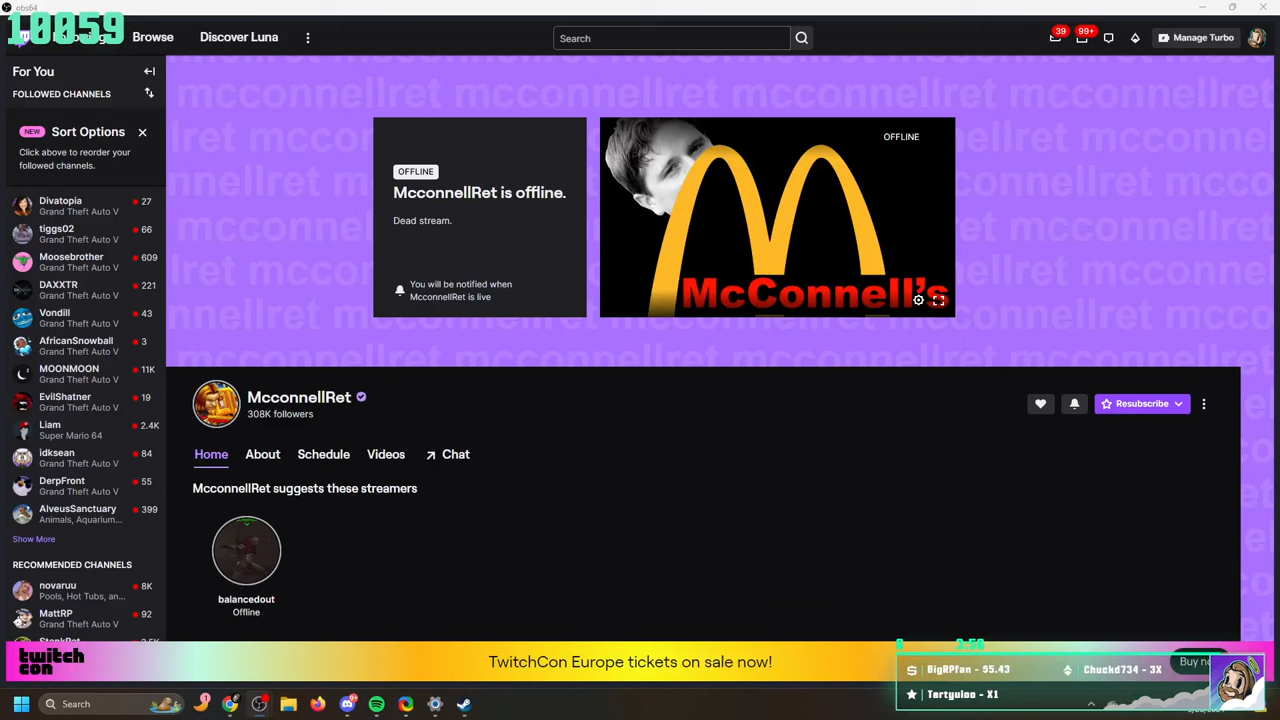 obs64
10059
Browse
Discover Luna
Search
39
99+
Manage Turbo
For You
FOLLOWED CHANNELS
NEW Sort Options
Click above to reorder your
followed channels.
Divatopia 27
Grand Theft Auto V
tiggs02 66
Grand Theft Auto V
Moosebrother 609
Grand Theft Auto V
DAXXTR 221
Grand Theft Auto V
Vondill 43
Grand Theft Auto V
AfricanSnowball 3
Grand Theft Auto V
MOONMOON 11K
Grand Theft Auto V
EvilShatner 19
Grand Theft Auto V
Liam 2.4K
Super Mario 64
idksean 84
Grand Theft Auto V
DerpFront 55
Grand Theft Auto V
AlveusSanctuary 399
Animals, Aquarium...
Show More
RECOMMENDED CHANNELS
novaruu 8K
Pools, Hot Tubs, an...
MattRP 92
Grand Theft Auto V
OFFLINE
McconnellRet is offline.
Dead stream.
You will be notified when
McconnellRet is live
OFFLINE
McConnell's
McconnellRet
308K followers
Resubscribe
Home
About
Schedule
Videos
Chat
McconnellRet suggests these streamers
balancedout
Offline
twitch
con
TwitchCon Europe tickets on sale now!
BigRPfan - 95.43
Chuckd734 - 3X
Tortyuioo - X1
Search